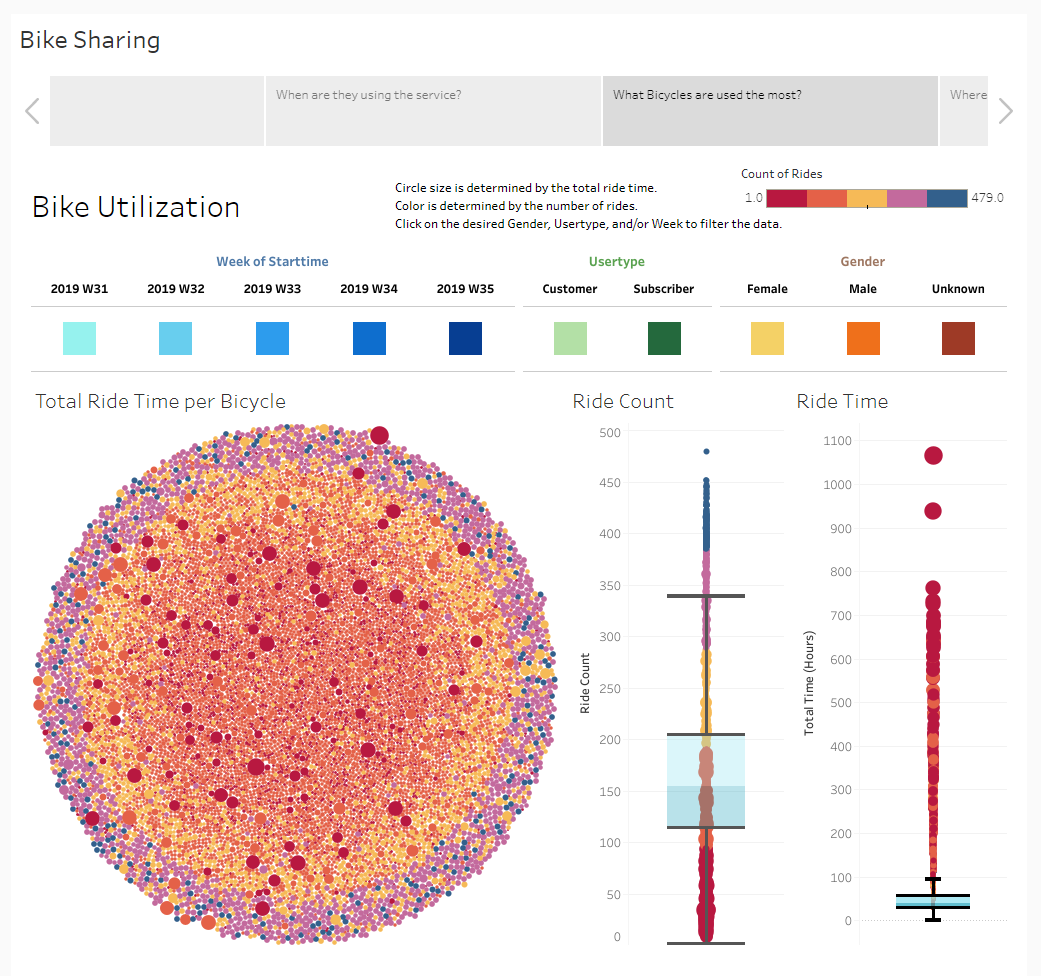 Bike Sharing
When are they using the service?
What Bicycles are used the most?
Where
Bike Utilization
Circle size is determined by the total ride time.
Color is determined by the number of rides.
Click on the desired Gender, Usertype, and/or Week to filter the data.
Count of Rides
1.0
479.0
Week of Starttime
2019 W31
2019 W32
2019 W33
2019 W34
2019 W35
Usertype
Customer
Subscriber
Gender
Female
Male
Unknown
Total Ride Time per Bicycle
Ride Count
500
450
400
350
300
250
200
150
100
50
0
Ride Count
Ride Time
1100
1000
900
800
700
600
500
400
300
200
100
0
Total Time (Hours)